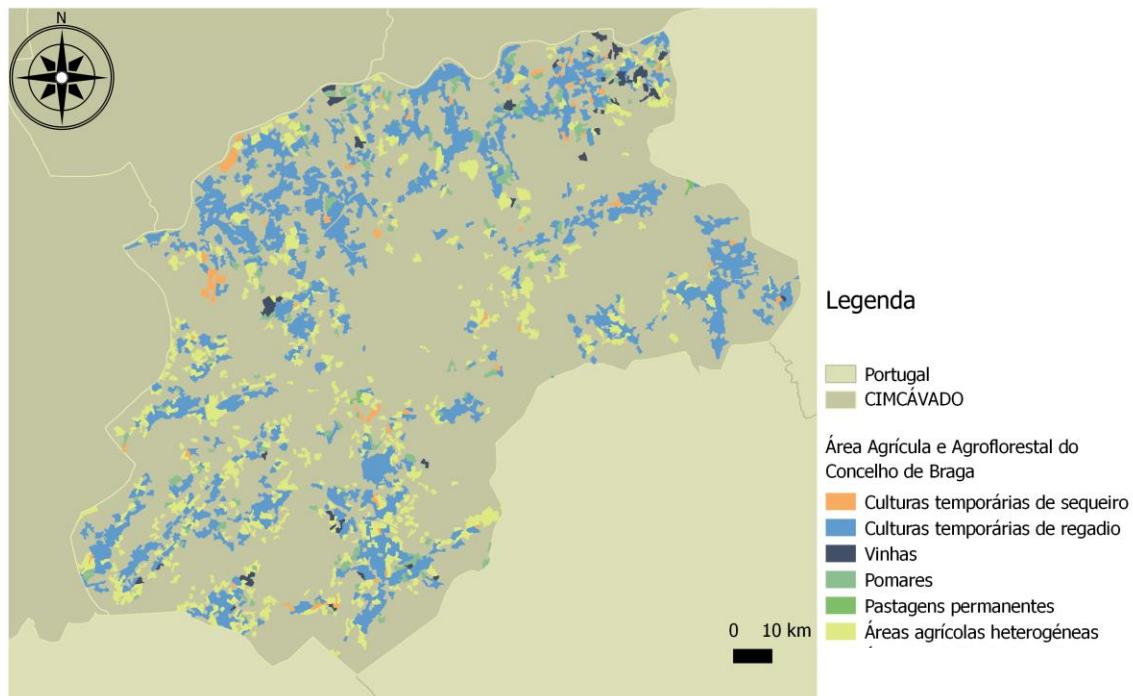 N
Legenda
Portugal
CIMCÁVADO
Área Agrícula e Agroflorestal do
Concelho de Braga
Culturas temporárias de sequeiro
Culturas temporárias de regadio
Vinhas
Pomares
Pastagens permanentes
Áreas agrícolas heterogéneas
0 10 km